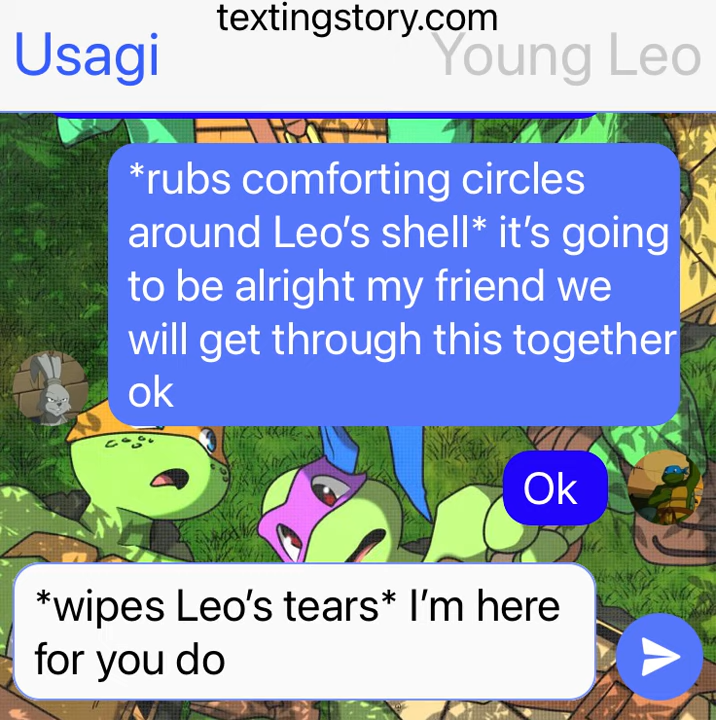 textingstory.com
Usagi Young Leo
*rubs comforting circles
around Leo’s shell* it’s going
to be alright my friend we
will get through this together
ok
Ok
*wipes Leo’s tears* I’m here
for you do